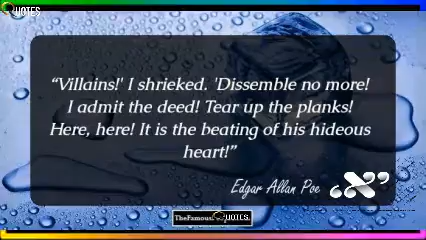 QUOTES
“Villains!' I shrieked. 'Dissemble no more!
I admit the deed! Tear up the planks!
Here, here! It is the beating of his hideous
heart!”
Edgar Allan Poe
TheFamousQUOTES.